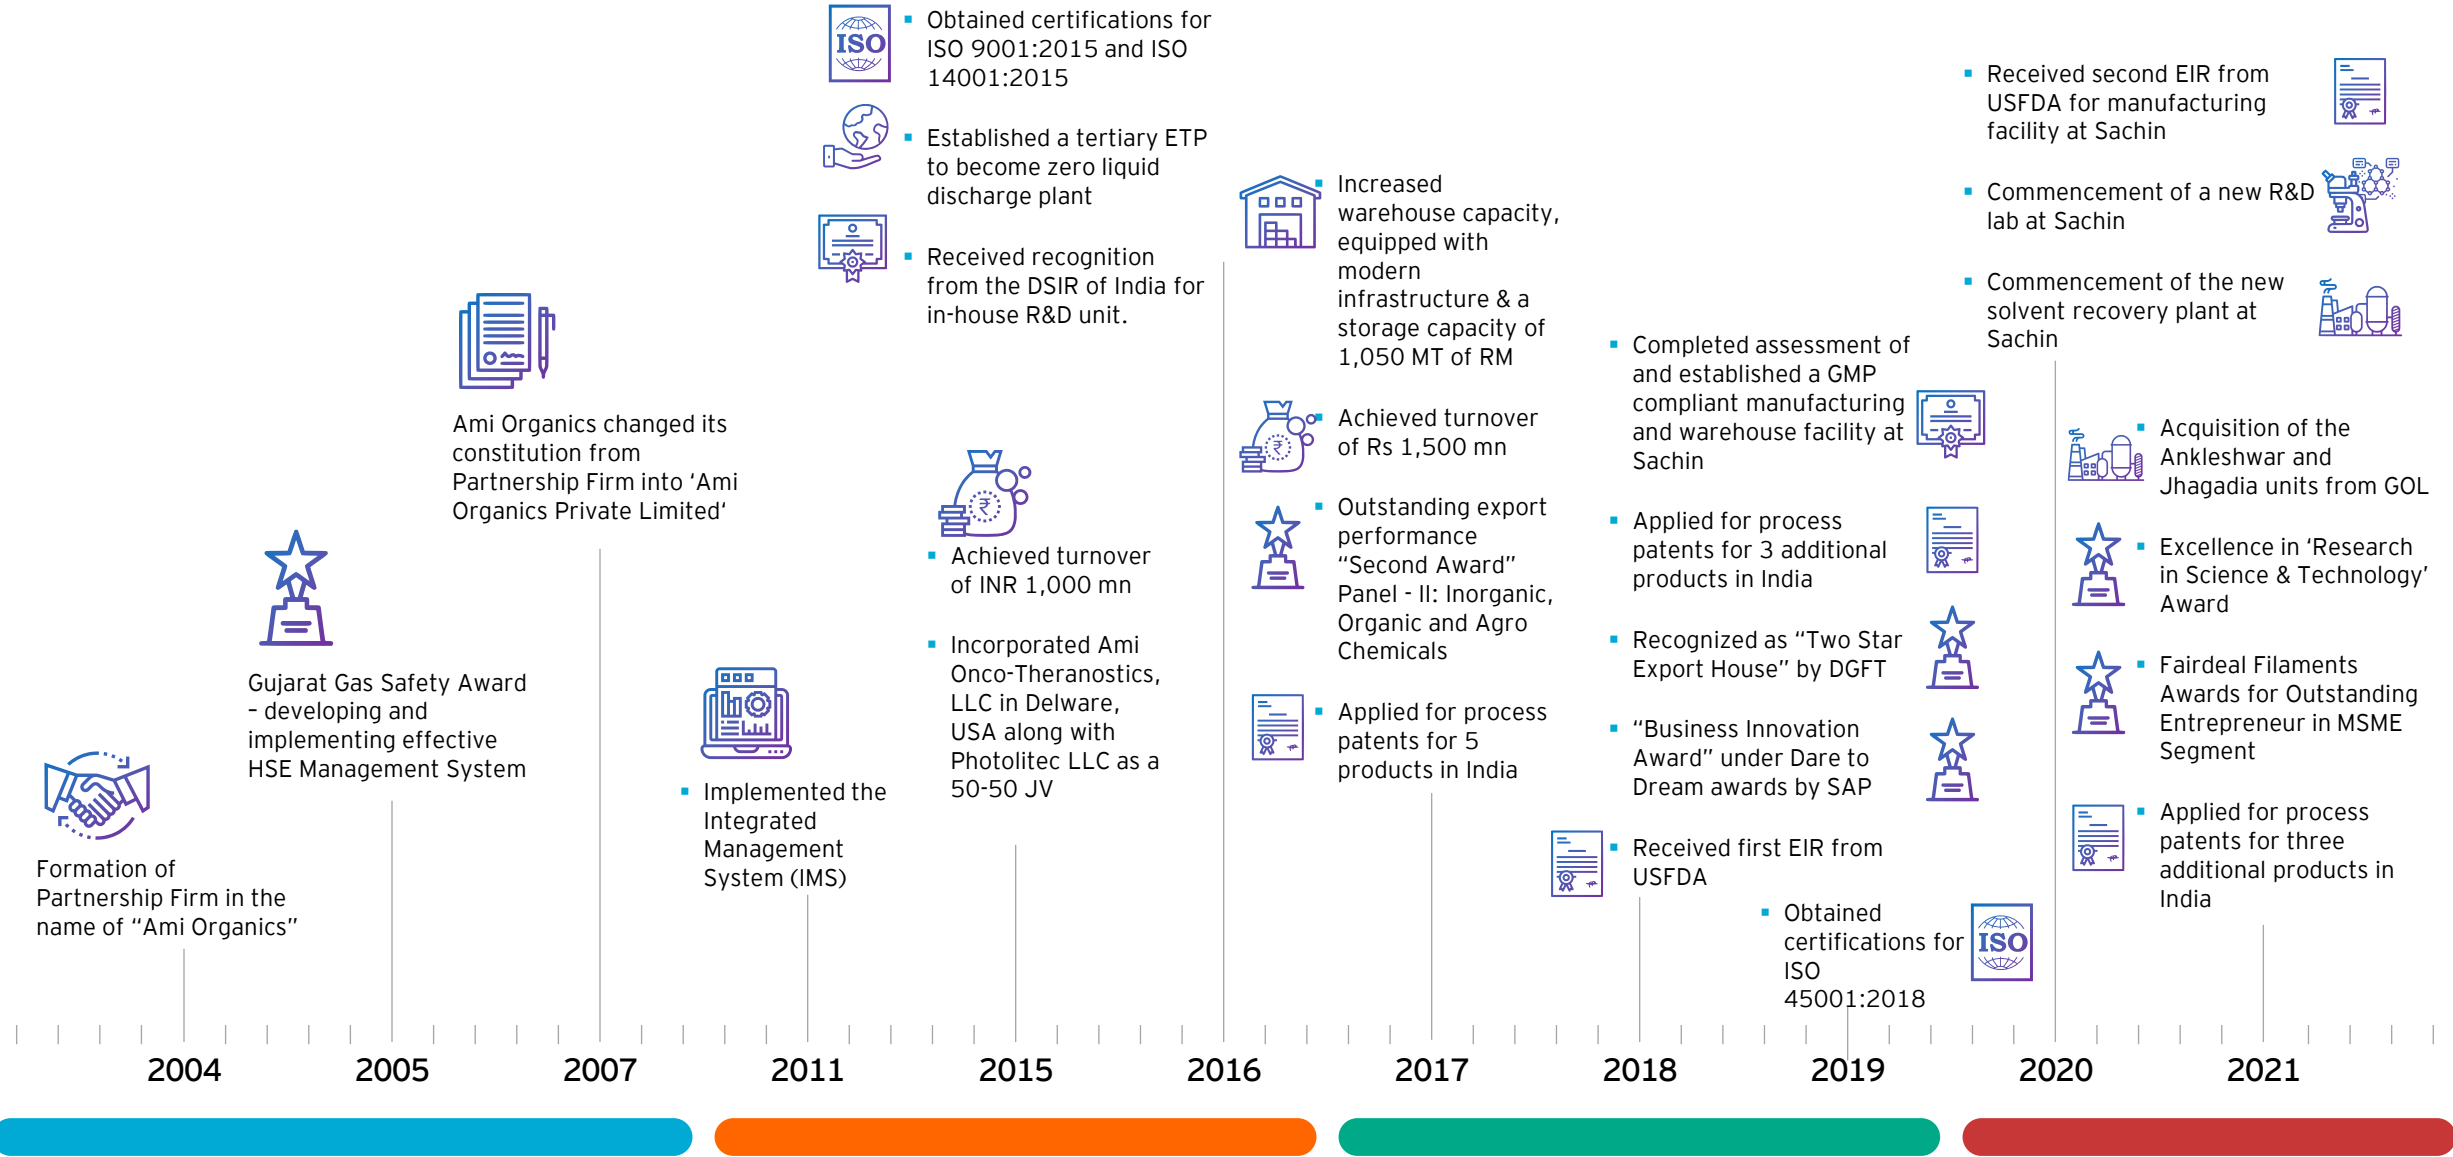 Formation of
Partnership Firm in the
name of “Ami Organics”
Gujarat Gas Safety Award
– developing and
implementing effective
HSE Management System
Ami Organics changed its
constitution from
Partnership Firm into ‘Ami
Organics Private Limited‘
Implemented the
Integrated
Management
System (IMS)
Achieved turnover
of INR 1,000 mn
Incorporated Ami
Onco-Theranostics,
LLC in Delware,
USA along with
Photolitec LLC as a
50-50 JV
ISO
Obtained certifications for
ISO 9001:2015 and ISO
14001:2015
Established a tertiary ETP
to become zero liquid
discharge plant
Received recognition
from the DSIR of India for
in-house R&D unit.
Increased
warehouse capacity,
equipped with
modern
infrastructure & a
storage capacity of
1,050 MT of RM
Achieved turnover
of Rs 1,500 mn
Outstanding export
performance
“Second Award”
Panel - II: Inorganic,
Organic and Agro
Chemicals
Applied for process
patents for 5
products in India
Completed assessment of
and established a GMP
compliant manufacturing
and warehouse facility at
Sachin
Applied for process
patents for 3 additional
products in India
Recognized as “Two Star
Export House” by DGFT
“Business Innovation
Award” under Dare to
Dream awards by SAP
Received first EIR from
USFDA
Obtained
certifications for
ISO
45001:2018
ISO
Received second EIR from
USFDA for manufacturing
facility at Sachin
Commencement of a new R&D
lab at Sachin
Commencement of the new
solvent recovery plant at
Sachin
Acquisition of the
Ankleshwar and
Jhagadia units from GOL
Excellence in ‘Research
in Science & Technology’
Award
Fairdeal Filaments
Awards for Outstanding
Entrepreneur in MSME
Segment
Applied for process
patents for three
additional products in
India
2004
2005
2007
2011
2015
2016
2017
2018
2019
2020
2021